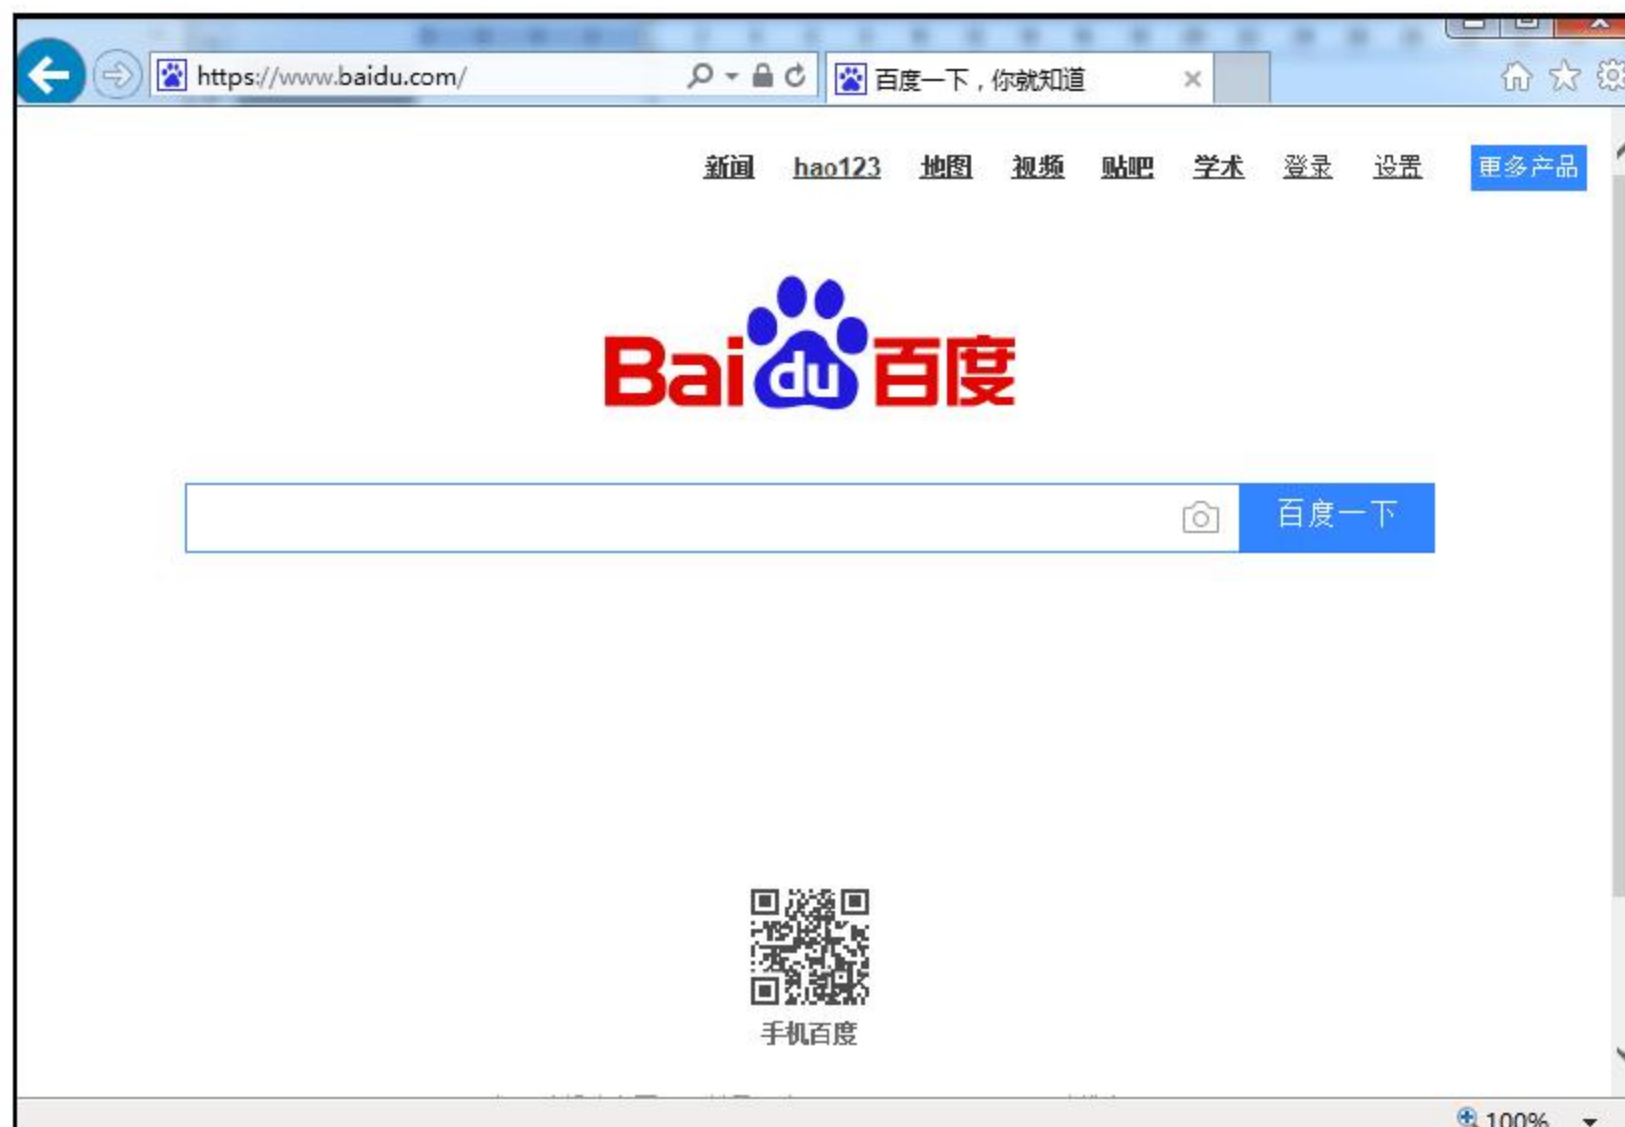 https://www.baidu.com/
百度一下，你就知道
新闻 hao123 地图 视频 贴吧 学术 登录 设置 更多产品
Bai du 百度
百度一下
手机百度
100%